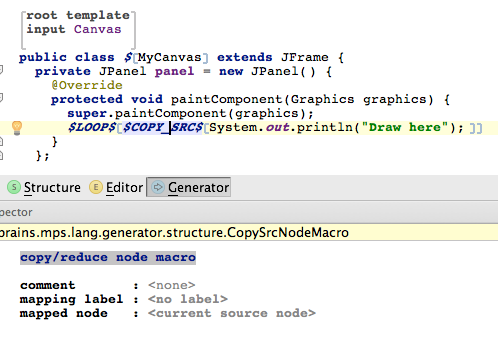 root template
input Canvas
public class $[MyCanvas] extends JFrame {
private JPanel panel = new JPanel() {
@Override
protected void paintComponent(Graphics graphics) {
super.paintComponent(graphics);
$LOOP$[$COPY_SRC$[System.out.println("Draw here"); ]]
}
};
S Structure E Editor G Generator
pector
brains.mps.lang.generator.structure.CopySrcNodeMacro
copy/reduce node macro
comment : <none>
mapping label : <no label>
mapped node : <current source node>